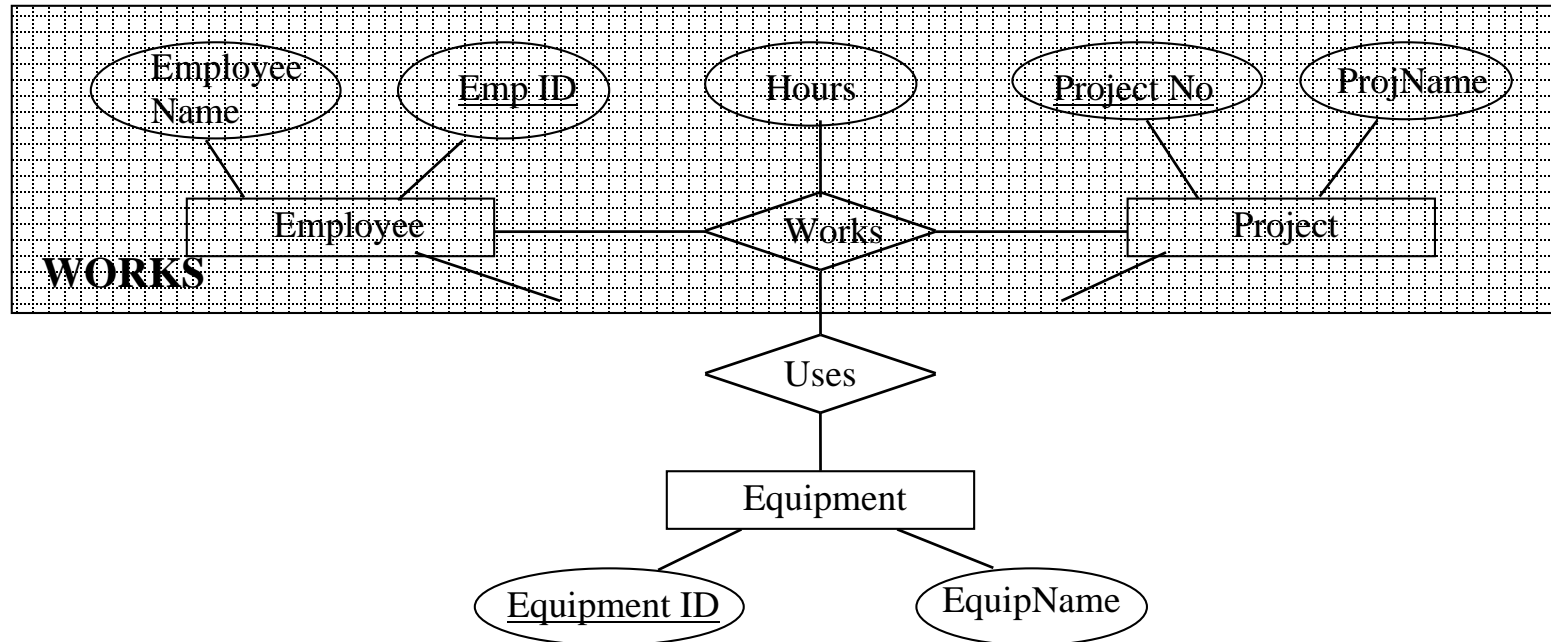 Employee
Name
Emp ID
Hours
Project No
ProjName
Employee
Works
Project
WORKS
Uses
Equipment
Equipment ID
EquipName